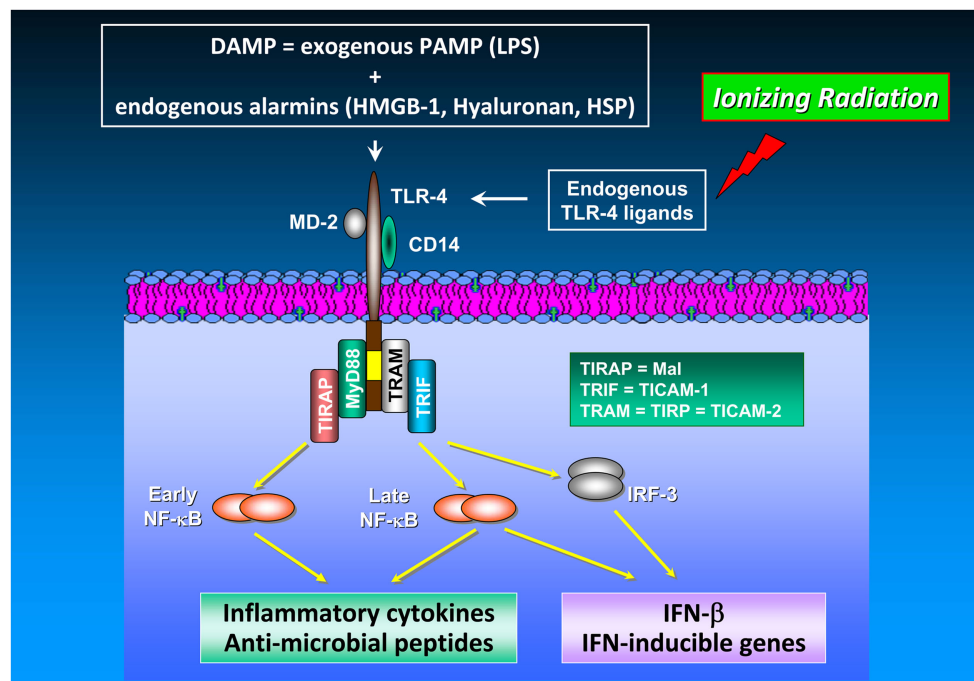 DAMP = exogenous PAMP (LPS)
+
endogenous alarmins (HMGB-1, Hyaluronan, HSP)
Ionizing Radiation
TLR-4
Endogenous
TLR-4 ligands
MD-2
CD14
TIRAP
MyD88
TRAM
TRIF
TIRAP = Mal
TRIF = TICAM-1
TRAM = TIRP = TICAM-2
Early
NF-κB
Late
NF-κB
IRF-3
Inflammatory cytokines
Anti-microbial peptides
IFN-β
IFN-inducible genes